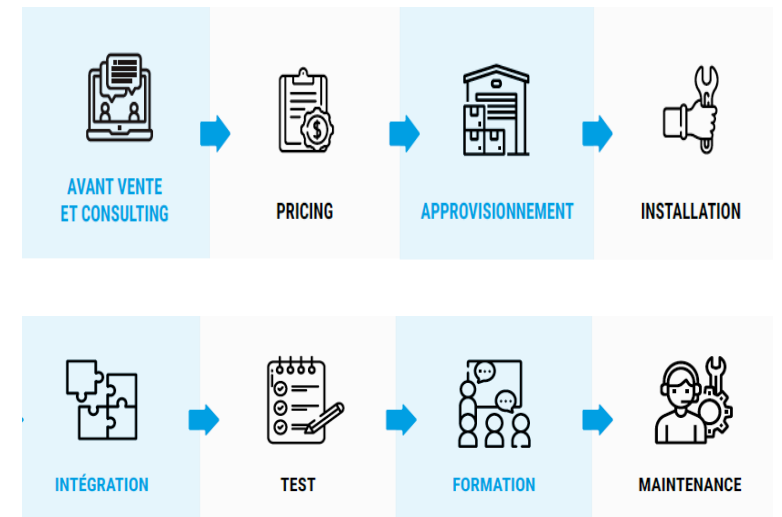 AVANT VENTE
ET CONSULTING
PRICING
APPROVISIONNEMENT
INSTALLATION
INTÉGRATION
TEST
FORMATION
MAINTENANCE